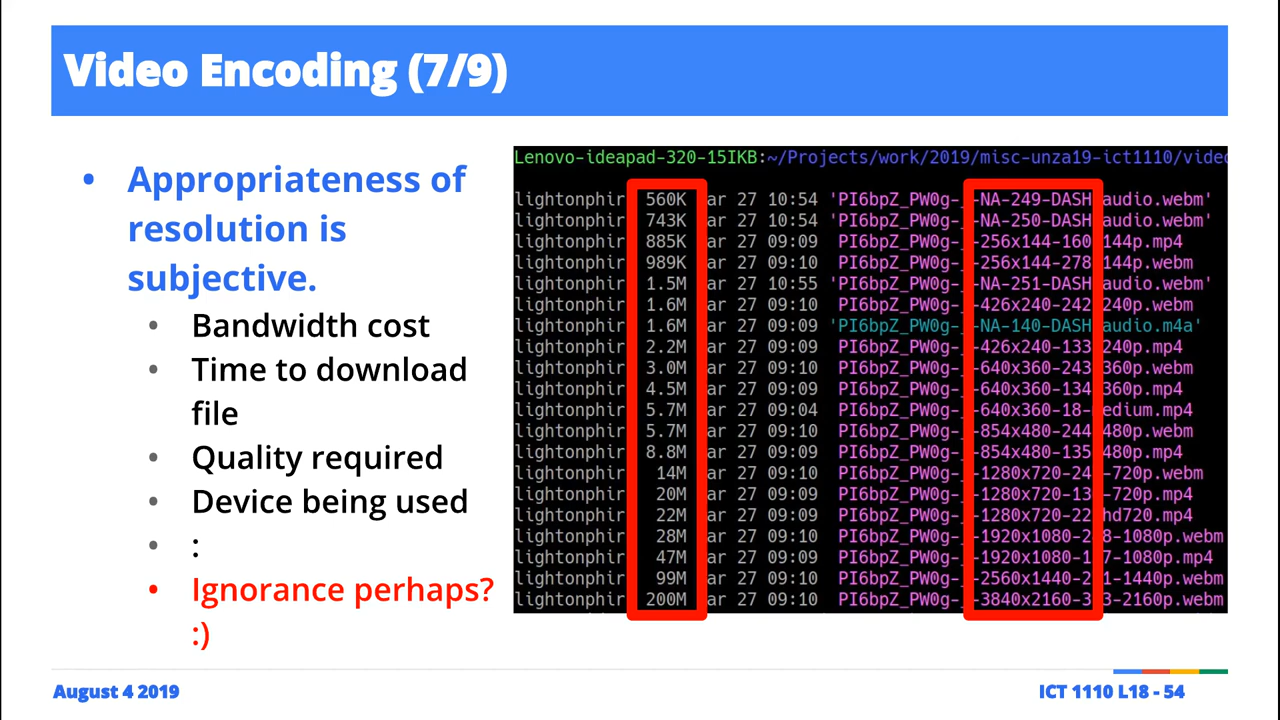 Video Encoding (7/9)
• Appropriateness of
resolution is
subjective.
• Bandwidth cost
• Time to download
file
• Quality required
• Device being used
• :
• Ignorance perhaps?
:)
Lenovo-ideapad-320-15IKB:~/Projects/work/2019/misc-unza19-ict1110/video
lightonphir 560K ar 27 10:54 'PI6bpZ_PW0g-_-NA-249-DASH audio.webm'
lightonphir 743K ar 27 10:54 'PI6bpZ_PW0g-_-NA-250-DASH audio.webm'
lightonphir 885K ar 27 09:09 PI6bpZ_PW0g-_-256x144-160 144p.mp4
lightonphir 989K ar 27 09:10 PI6bpZ_PW0g-_-256x144-278 144p.webm
lightonphir 1.5M ar 27 10:55 'PI6bpZ_PW0g-_-NA-251-DASH audio.webm'
lightonphir 1.6M ar 27 09:10 PI6bpZ_PW0g-_-426x240-242 240p.webm
lightonphir 1.6M ar 27 09:09 'PI6bpZ_PW0g-_-NA-140-DASH audio.m4a'
lightonphir 2.2M ar 27 09:09 PI6bpZ_PW0g-_-426x240-133 240p.mp4
lightonphir 3.0M ar 27 09:10 PI6bpZ_PW0g-_-640x360-243 360p.webm
lightonphir 4.5M ar 27 09:09 PI6bpZ_PW0g-_-640x360-134 360p.mp4
lightonphir 5.7M ar 27 09:04 PI6bpZ_PW0g-_-640x360-18- edium.mp4
lightonphir 5.7M ar 27 09:10 PI6bpZ_PW0g-_-854x480-244 480p.webm
lightonphir 8.8M ar 27 09:09 PI6bpZ_PW0g-_-854x480-135 480p.mp4
lightonphir 14M ar 27 09:10 PI6bpZ_PW0g-_-1280x720-24 -720p.webm
lightonphir 20M ar 27 09:09 PI6bpZ_PW0g-_-1280x720-13 -720p.mp4
lightonphir 22M ar 27 09:09 PI6bpZ_PW0g-_-1280x720-22 hd720.mp4
lightonphir 28M ar 27 09:10 PI6bpZ_PW0g-_-1920x1080-2 8-1080p.webm
lightonphir 47M ar 27 09:09 PI6bpZ_PW0g-_-1920x1080-1 7-1080p.mp4
lightonphir 99M ar 27 09:10 PI6bpZ_PW0g-_-2560x1440-2 1-1440p.webm
lightonphir 200M ar 27 09:10 PI6bpZ_PW0g-_-3840x2160-3 3-2160p.webm
August 4 2019
ICT 1110 L18 - 54